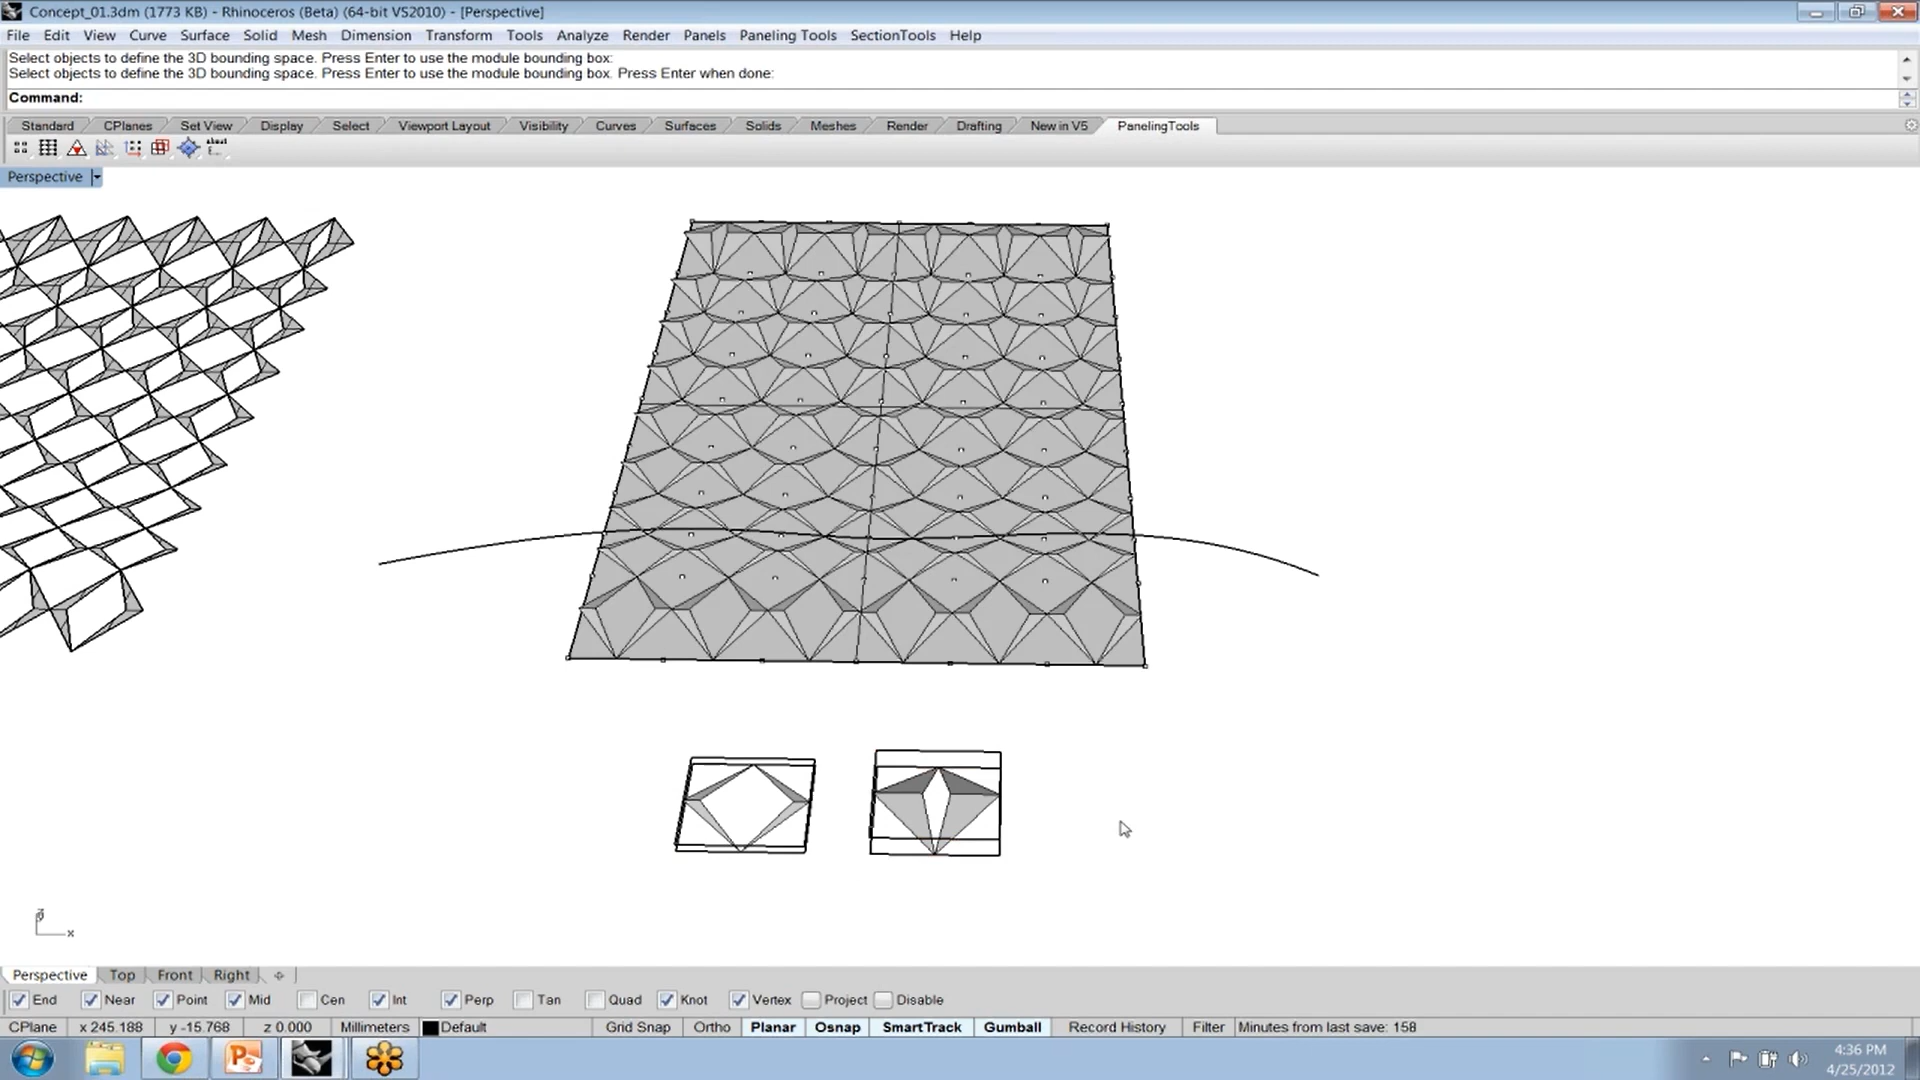 Concept_01.3dm (1773 KB) - Rhinoceros (Beta) (64-bit VS2010) - [Perspective]
File Edit View Curve Surface Solid Mesh Dimension Transform Tools Analyze Render Panels Paneling Tools SectionTools Help
Select objects to define the 3D bounding space. Press Enter to use the module bounding box:
Select objects to define the 3D bounding space. Press Enter to use the module bounding box. Press Enter when done:
Command:
Standard CPlanes Set View Display Select Viewport Layout Visibility Curves Surfaces Solids Meshes Render Drafting New in V5 PanelingTools
Perspective
x
Perspective Top Front Right
End Near Point Mid Cen Int Perp Tan Quad Knot Vertex Project Disable
CPlane x 245.188 y -15.768 z 0.000 Millimeters Default Grid Snap Ortho Planar Osnap SmartTrack Gumball Record History Filter Minutes from last save: 158
4:36 PM
4/25/2012